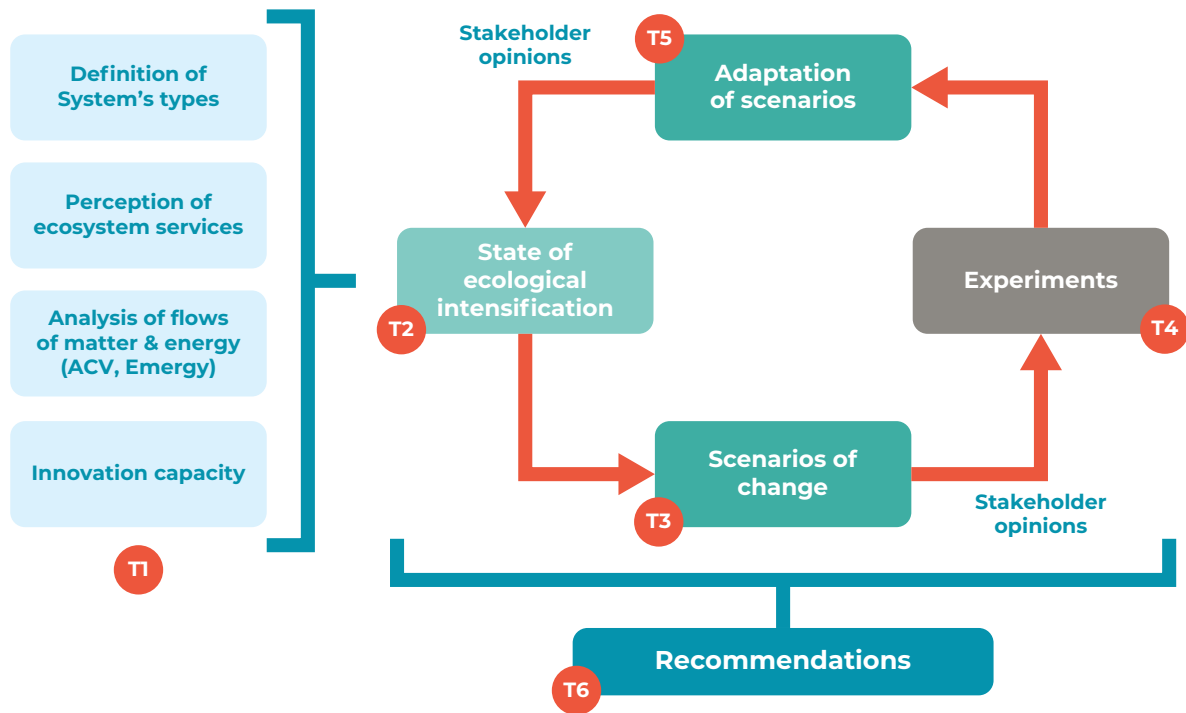 Definition of
System's types
Perception of
ecosystem services
Analysis of flows
of matter & energy
(ACV, Emergy)
Innovation capacity
T1
Stakeholder
opinions
T5
Adaptation
of scenarios
State of
ecological
intensification
T2
Experiments
T4
Scenarios of
change
T3
Stakeholder
opinions
Recommendations
T6